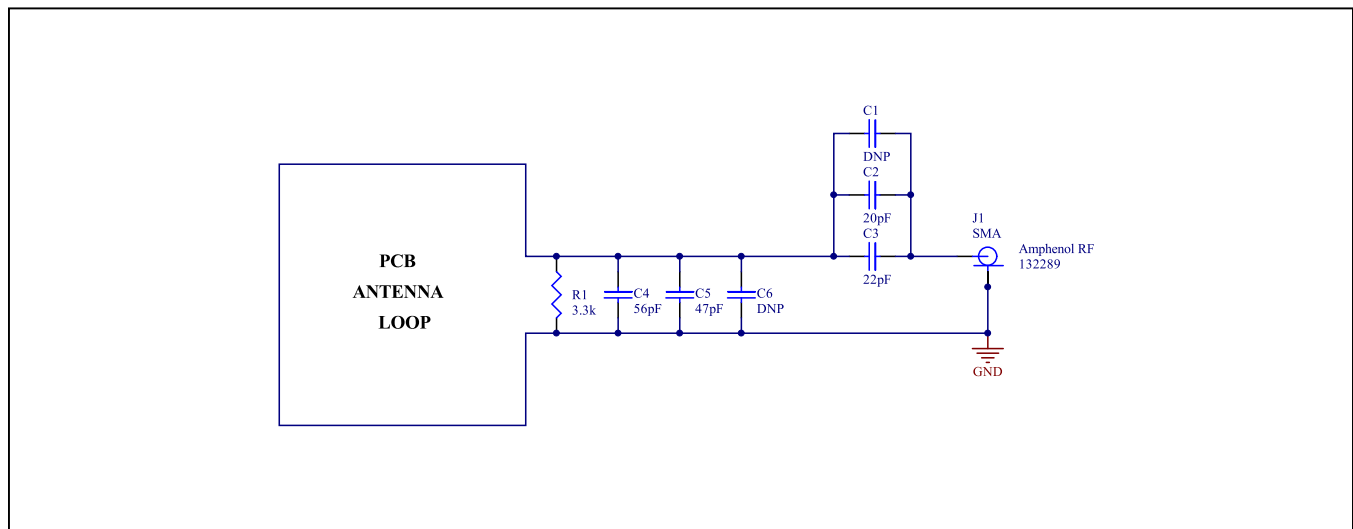 C1
DNP
C2
20pF
C3
22pF
J1
SMA
Amphenol RF
132289
PCB
ANTENNA
LOOP
R1
3.3k
C4
56pF
C5
47pF
C6
DNP
GND